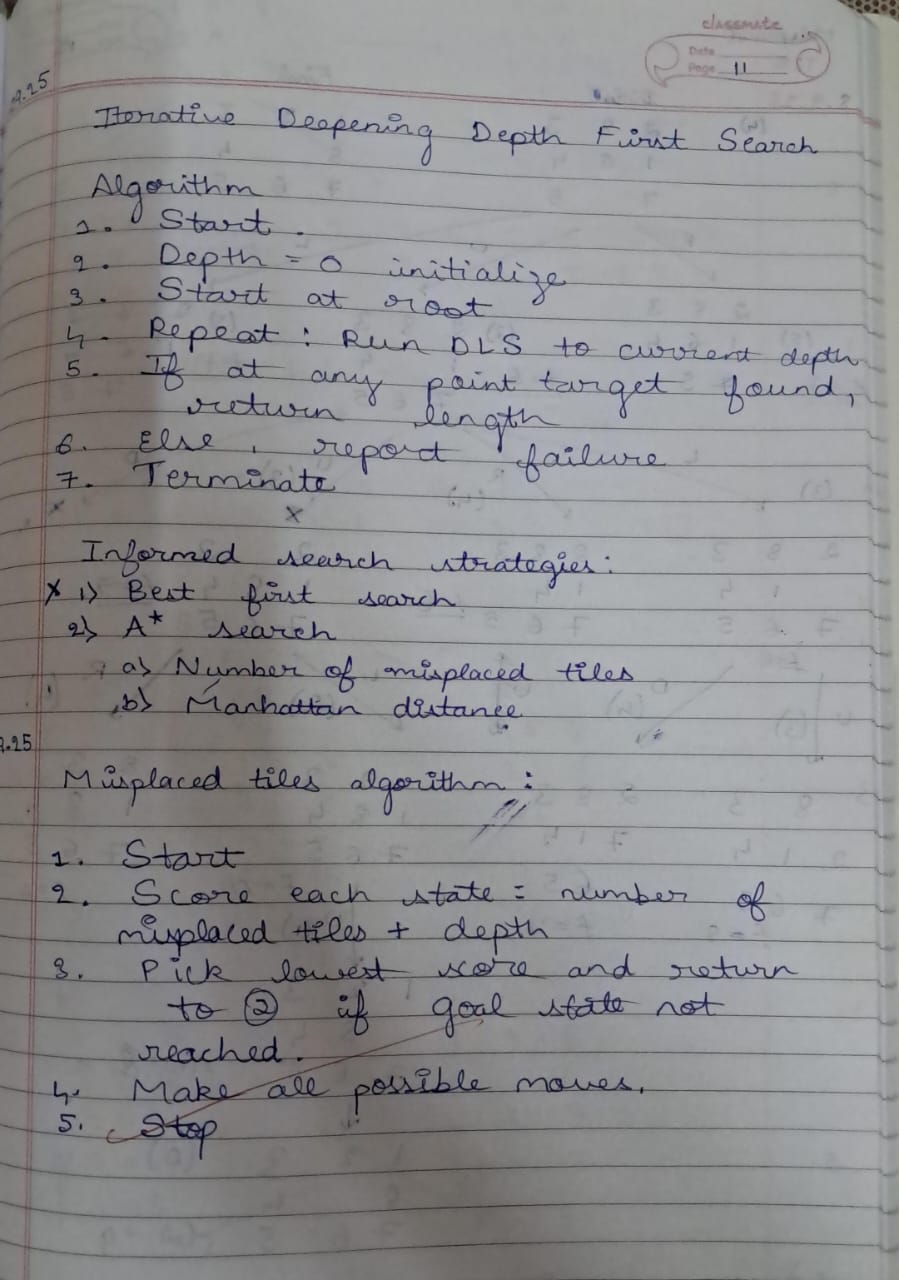 classmate
Date
Page 11
9.25
Iterative Deepening Depth First Search
Algorithm
1. Start.
2. Depth = 0 initialize
3. Start at root
4. Repeat: Run DLS to current depth
5. If at any point target found,
return length
6. Else, report failure
7. Terminate
x
Informed search strategies:
X 1) Best first search
2) A* search
a) Number of misplaced tiles
b) Manhattan distance
9.25
Misplaced tiles algorithm:
1. Start
2. Score each state = number of
misplaced tiles + depth
3. Pick lowest score and return
to ② if goal state not
reached.
4. Make all possible moves.
5. Stop